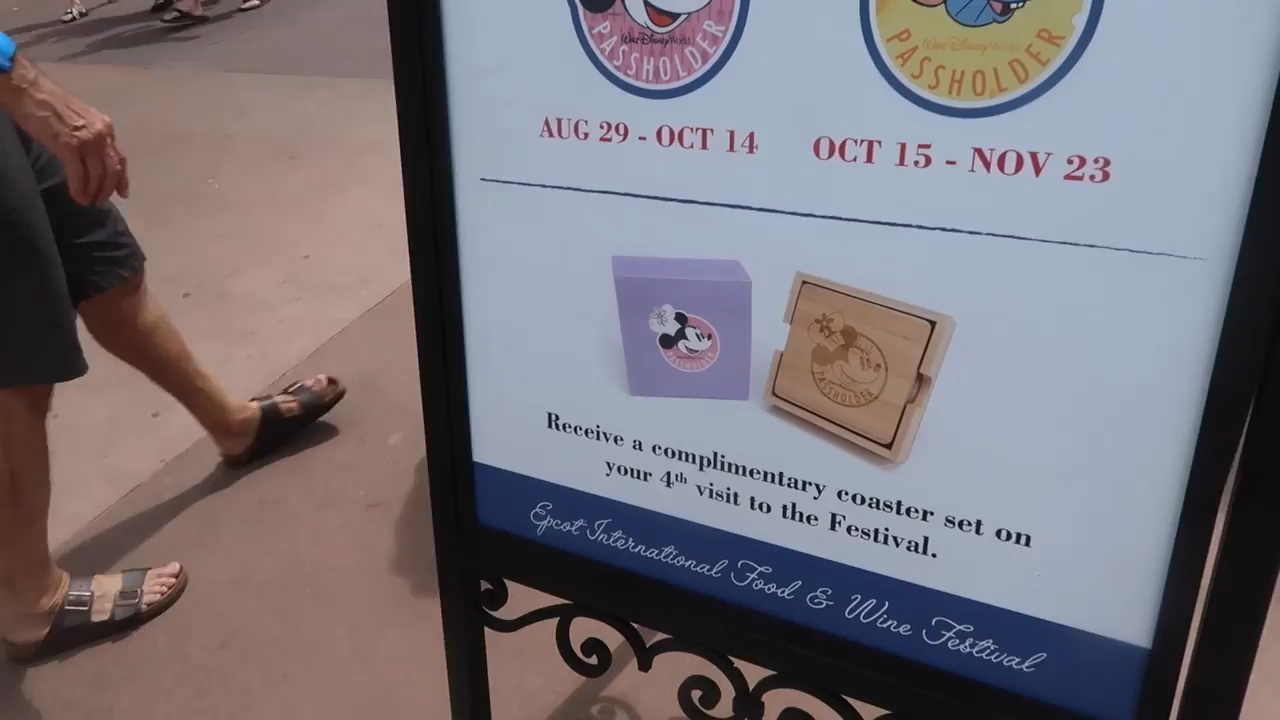 Walt Disney World
PASSHOLDER
Walt Disney World
PASSHOLDER
AUG 29 - OCT 14
OCT 15 - NOV 23
PASSHOLDER
PASSHOLDER
Receive a complimentary coaster set on
your 4th visit to the Festival.
Epcot International Food & Wine Festival